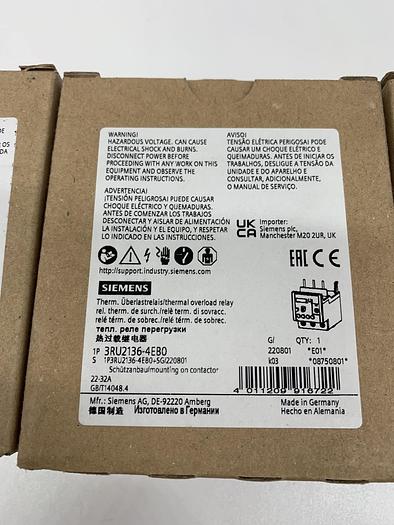 WARNING!
HAZARDOUS VOLTAGE. CAN CAUSE
ELECTRICAL SHOCK AND BURNS.
DISCONNECT POWER BEFORE
PROCEEDING WITH ANY WORK ON THIS
EQUIPMENT AND OBSERVE THE
OPERATING INSTRUCTIONS.
ADVERTENCIA!
¡TENSIÓN PELIGROSA! PUEDE CAUSAR
CHOQUE ELÉCTRICO Y QUEMADURAS.
ANTES DE COMENZAR LOS TRABAJOS
DESCONECTAR Y AISLAR DE ALIMENTACIÓN
LA INSTALACIÓN Y EL EQUIPO, Y RESPETAR
LO INDICADO EN LAS INSTRUCCIONES.
AVISO!
TENSÃO ELÉTRICA PERIGOSA! PODE
CAUSAR UM CHOQUE ELÉTRICO E
QUEIMADURAS. ANTES DE INICIAR OS
TRABAJOS, DESLIGUE A TENSÃO DA
UNIDADE E DO APARELHO E
CONSULTAR, ADICIONALMENTE,
O MANUAL DE SERVIÇO.
UK
CA
Importer:
Siemens plc,
Manchester M20 2UR, UK
http://support.industry.siemens.com
EAC CE
SIEMENS
Therm. Überlastrelais/thermal overload relay
rel. therm. de surch./relè term. di sovracc.
relé térm. de sobrec./relé térm. de sobrec.
тепл. реле перегрузки
热过载继电器
1P 3RU2136-4EB0
S 1P3RU2136-4EB0+SG220801
Schützanbau/mounting on contactor
22-32A
GB/T14048.4
G/ QTY: 1
220801 *E01*
k03 *08750801*
4 011209 916722
Mfr.: Siemens AG, DE-92220 Amberg
德国制造 Изготовлено в Германии
Made in Germany
Hecho en Alemania